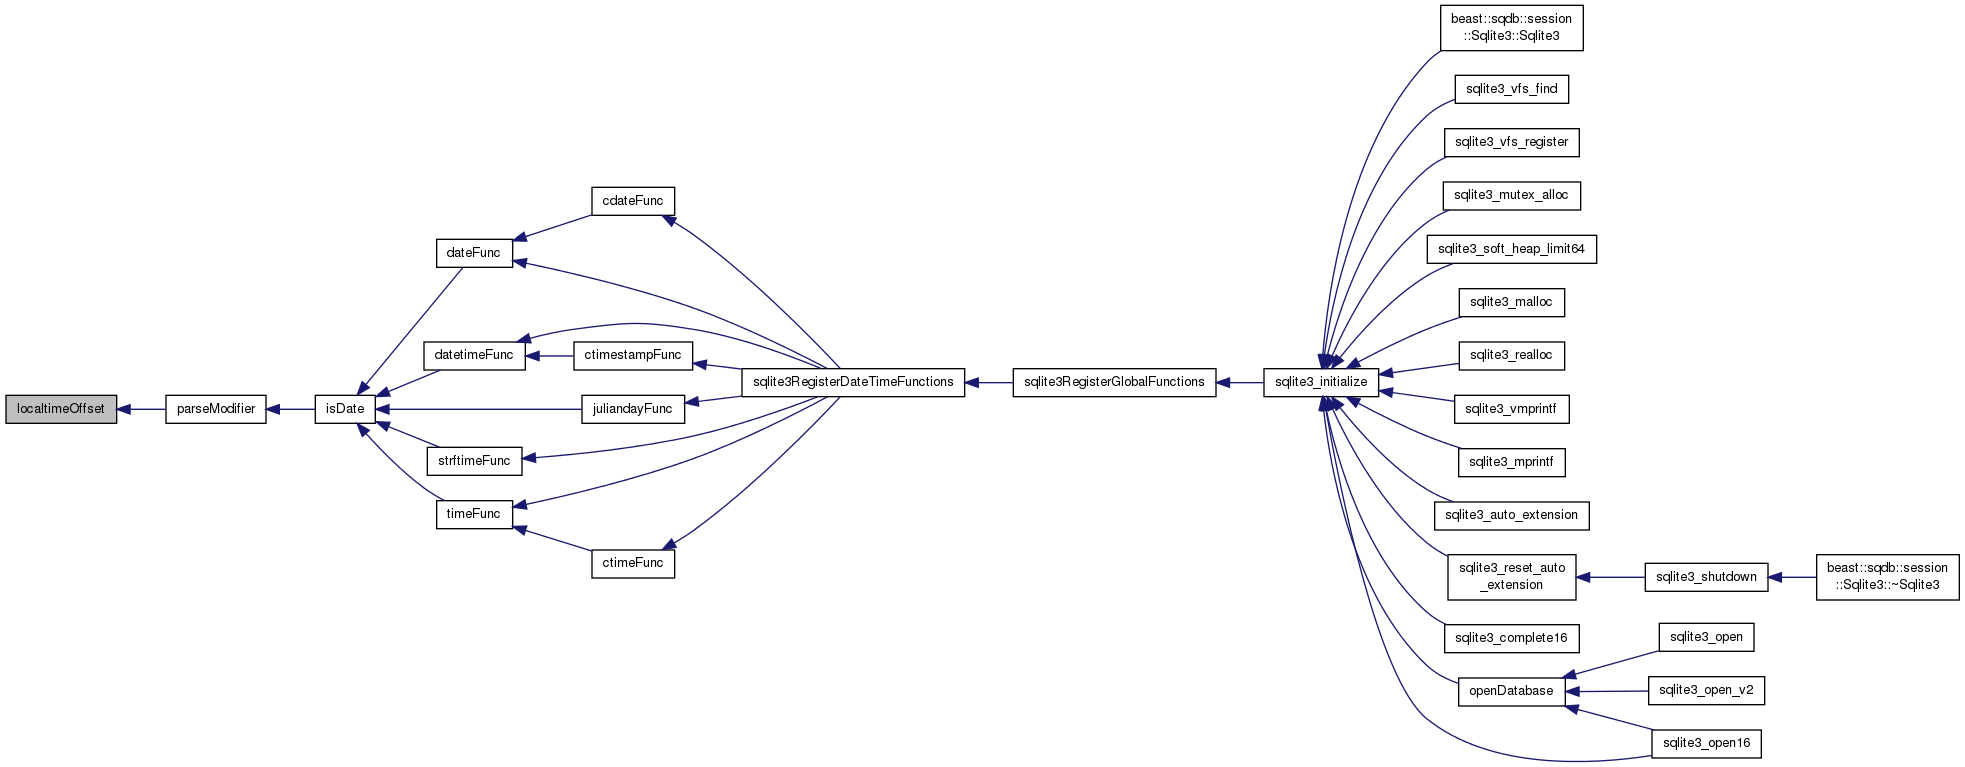 localtimeOffset
parseModifier
isDate
dateFunc
datetimeFunc
strftimeFunc
timeFunc
cdateFunc
ctimestampFunc
juliandayFunc
ctimeFunc
sqlite3RegisterDateTimeFunctions
sqlite3RegisterGlobalFunctions
sqlite3_initialize
beast::sqdb::session
::Sqlite3::Sqlite3
sqlite3_vfs_find
sqlite3_vfs_register
sqlite3_mutex_alloc
sqlite3_soft_heap_limit64
sqlite3_malloc
sqlite3_realloc
sqlite3_vmprintf
sqlite3_mprintf
sqlite3_auto_extension
sqlite3_reset_auto
_extension
sqlite3_complete16
openDatabase
sqlite3_shutdown
sqlite3_open
sqlite3_open_v2
sqlite3_open16
beast::sqdb::session
::Sqlite3::~Sqlite3